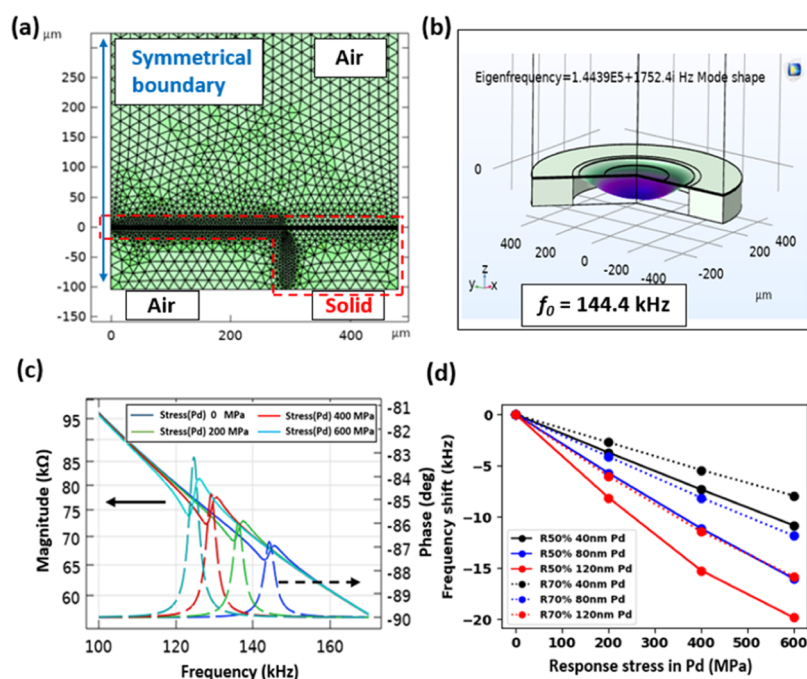 (a)
μm
300
250
200
150
100
50
0
-50
-100
-150
0
200
400
μm
Symmetrical
boundary
Air
Air
Solid
(b)
Eigenfrequency=1.4439E5+1752.4i Hz Mode shape
0
400
200
0
-200
-400
-200
0
200
400
μm
z
y
x
f0 = 144.4 kHz
(c)
Stress(Pd) 0 MPa
Stress(Pd) 400 MPa
Stress(Pd) 200 MPa
Stress(Pd) 600 MPa
Magnitude (kΩ)
95
85
80
75
70
65
60
Phase (deg)
-81
-82
-83
-84
-85
-86
-87
-88
-89
-90
100
120
140
160
Frequency (kHz)
(d)
Frequency shift (kHz)
0
-5
-10
-15
-20
R50% 40nm Pd
R50% 80nm Pd
R50% 120nm Pd
R70% 40nm Pd
R70% 80nm Pd
R70% 120nm Pd
0
100
200
300
400
500
600
Response stress in Pd (MPa)